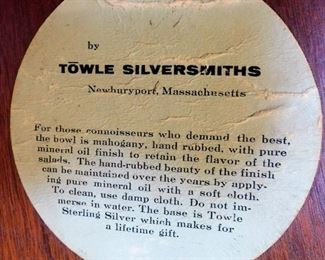 by
TŌWLE SILVERSMITHS
Newburyport, Massachusetts
For those connoisseurs who demand the best,
the bowl is mahogany, hand rubbed, with pure
mineral oil finish to retain the flavor of the
salads. The hand-rubbed beauty of the finish
can be maintained over the years by apply-
ing pure mineral oil with a soft cloth.
To clean, use damp cloth. Do not im-
merse in water. The base is Towle
Sterling Silver which makes for
a lifetime gift.